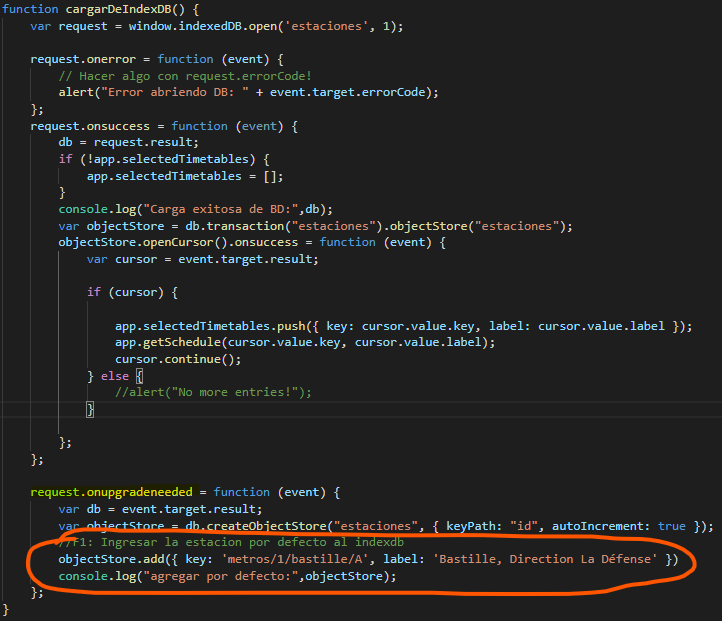 function cargarDeIndexDB() {
    var request = window.indexedDB.open('estaciones', 1);
    request.onerror = function (event) {
        // Hacer algo con request.errorCode!
        alert("Error abriendo DB: " + event.target.errorCode);
    };
    request.onsuccess = function (event) {
        db = request.result;
        if (!app.selectedTimetables) {
            app.selectedTimetables = [];
        }
        console.log("Carga exitosa de BD:",db);
        var objectStore = db.transaction("estaciones").objectStore("estaciones");
        objectStore.openCursor().onsuccess = function (event) {
            var cursor = event.target.result;
            if (cursor) {
                app.selectedTimetables.push({ key: cursor.value.key, label: cursor.value.label });
                app.getSchedule(cursor.value.key, cursor.value.label);
                cursor.continue();
            } else {
                //alert("No more entries!");
            }
        };
    };
    request.onupgradeneeded = function (event) {
        var db = event.target.result;
        var objectStore = db.createObjectStore("estaciones", { keyPath: "id", autoIncrement: true });
        //F1: Ingresar la estacion por defecto al indexdb
        objectStore.add({ key: 'metros/1/bastille/A', label: 'Bastille, Direction La Défense' })
        console.log("agregar por defecto:",objectStore);
    };
}